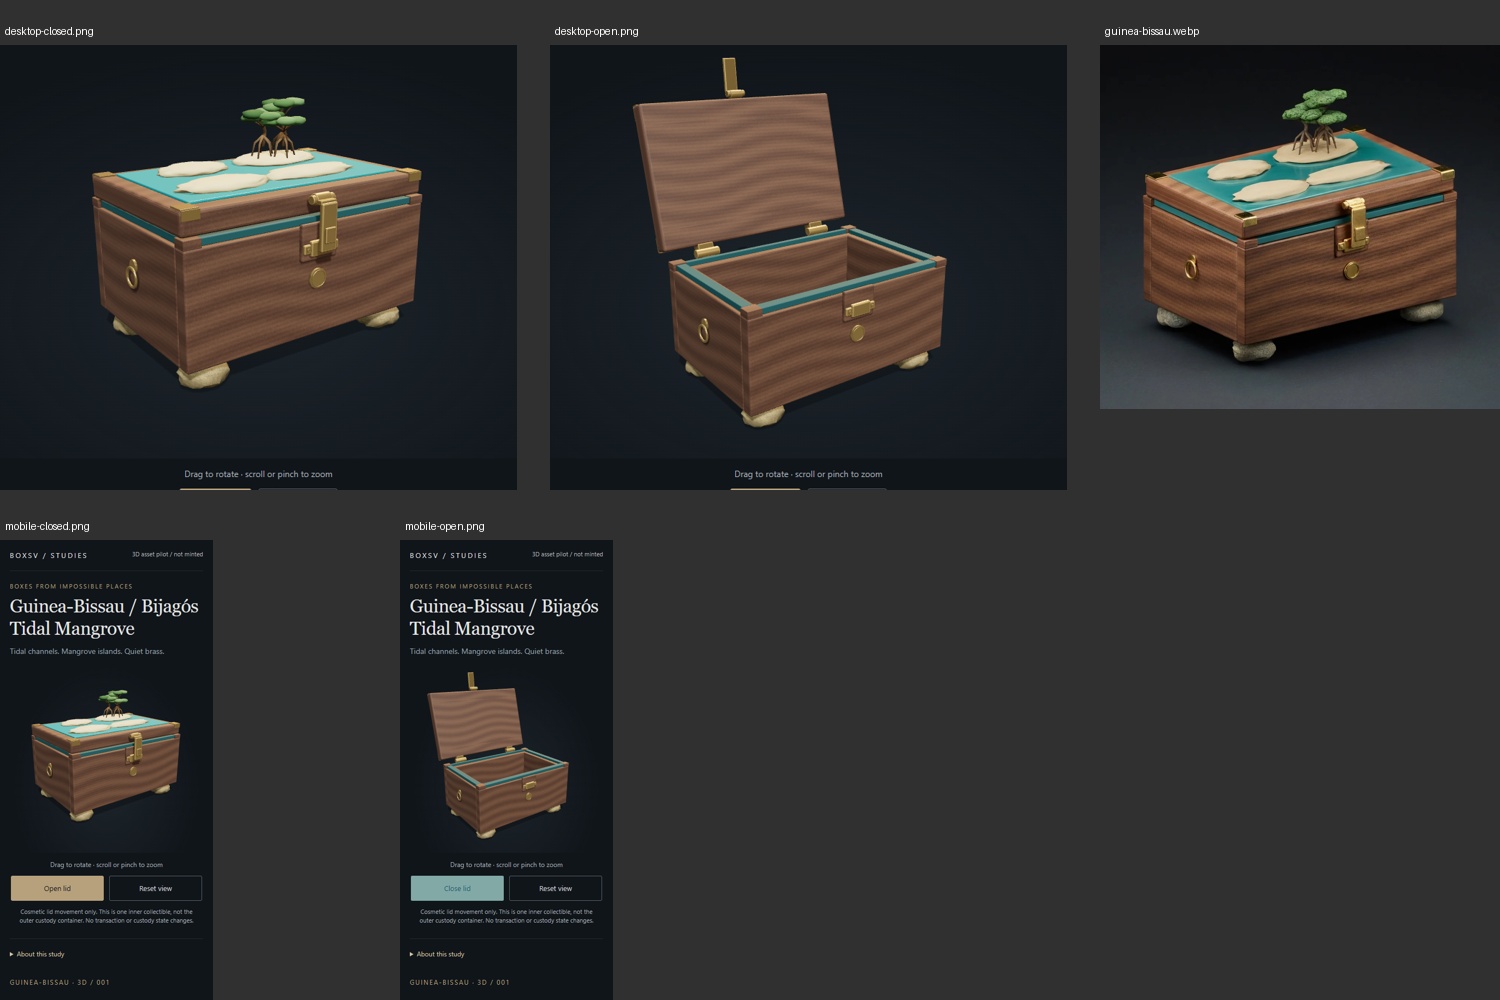 desktop-closed.png
desktop-open.png
guinea-bissau.webp
Drag to rotate · scroll or pinch to zoom
Drag to rotate · scroll or pinch to zoom
mobile-closed.png
mobile-open.png
BOXSV / STUDIES
3D asset pilot / not minted
BOXES FROM IMPOSSIBLE PLACES
Guinea-Bissau / Bijagós
Tidal Mangrove
Tidal channels. Mangrove islands. Quiet brass.
Drag to rotate · scroll or pinch to zoom
Open lid
Reset view
Cosmetic lid movement only. This is one inner collectible, not the
outer custody container. No transaction or custody state changes.
▶ About this study
GUINEA-BISSAU · 3D / 001
BOXSV / STUDIES
3D asset pilot / not minted
BOXES FROM IMPOSSIBLE PLACES
Guinea-Bissau / Bijagós
Tidal Mangrove
Tidal channels. Mangrove islands. Quiet brass.
Drag to rotate · scroll or pinch to zoom
Close lid
Reset view
Cosmetic lid movement only. This is one inner collectible, not the
outer custody container. No transaction or custody state changes.
▶ About this study
GUINEA-BISSAU · 3D / 001